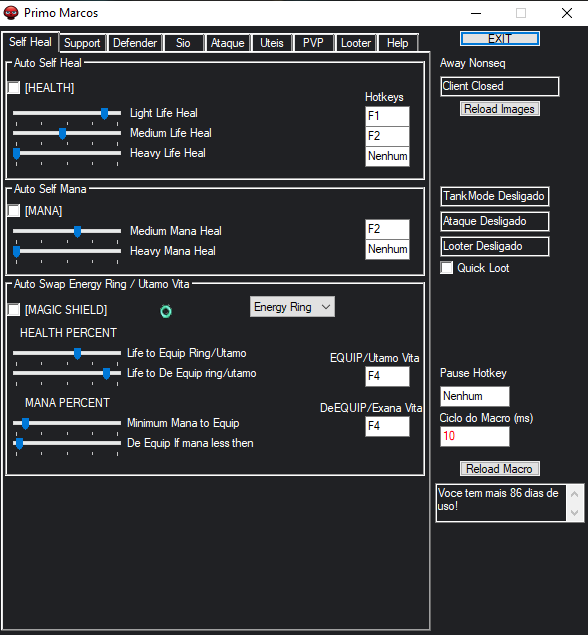 Primo Marcos
Self Heal Support Defender Sio Ataque Uteis PVP Looter Help
EXIT
Auto Self Heal
[HEALTH]
Hotkeys
Light Life Heal F1
Medium Life Heal F2
Heavy Life Heal Nenhum
Auto Self Mana
[MANA]
Medium Mana Heal F2
Heavy Mana Heal Nenhum
Auto Swap Energy Ring / Utamo Vita
[MAGIC SHIELD] Energy Ring
HEALTH PERCENT
Life to Equip Ring/Utamo
EQUIP/Utamo Vita
Life to De Equip ring/utamo F4
MANA PERCENT
DeEQUIP/Exana Vita
Minimum Mana to Equip F4
De Equip If mana less then
Away Nonseq
Client Closed
Reload Images
TankMode Desligado
Ataque Desligado
Looter Desligado
Quick Loot
Pause Hotkey
Nenhum
Ciclo do Macro (ms)
10
Reload Macro
Voce tem mais 86 dias de
uso!